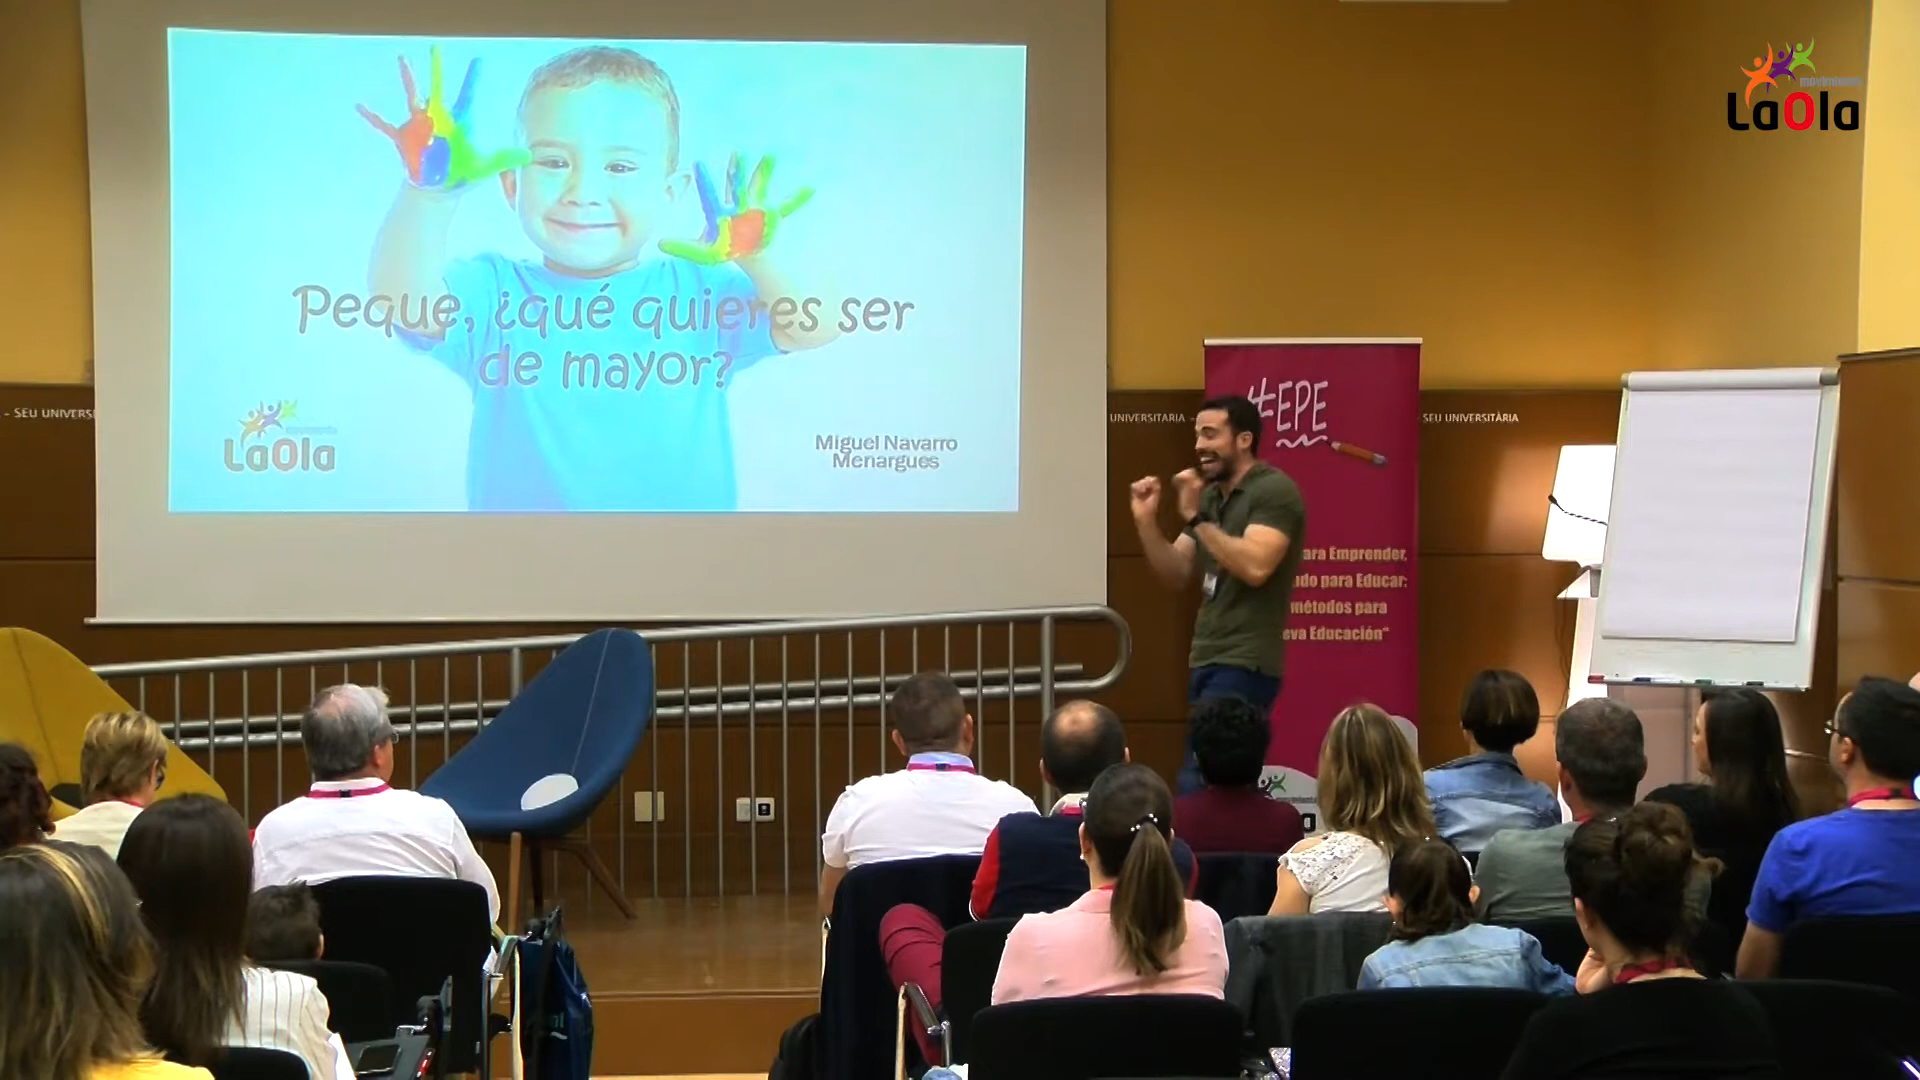 Peque, ¿qué quieres ser
de mayor?
LaOla
Miguel Navarro
Menargues
movimiento
LaOla
- SEU UNIVERS
UNIVERSITARIA -
- SEU UNIVERSITÀRIA
#EPE
ara Emprender,
ndo para Educar:
métodos para
eva Educación"